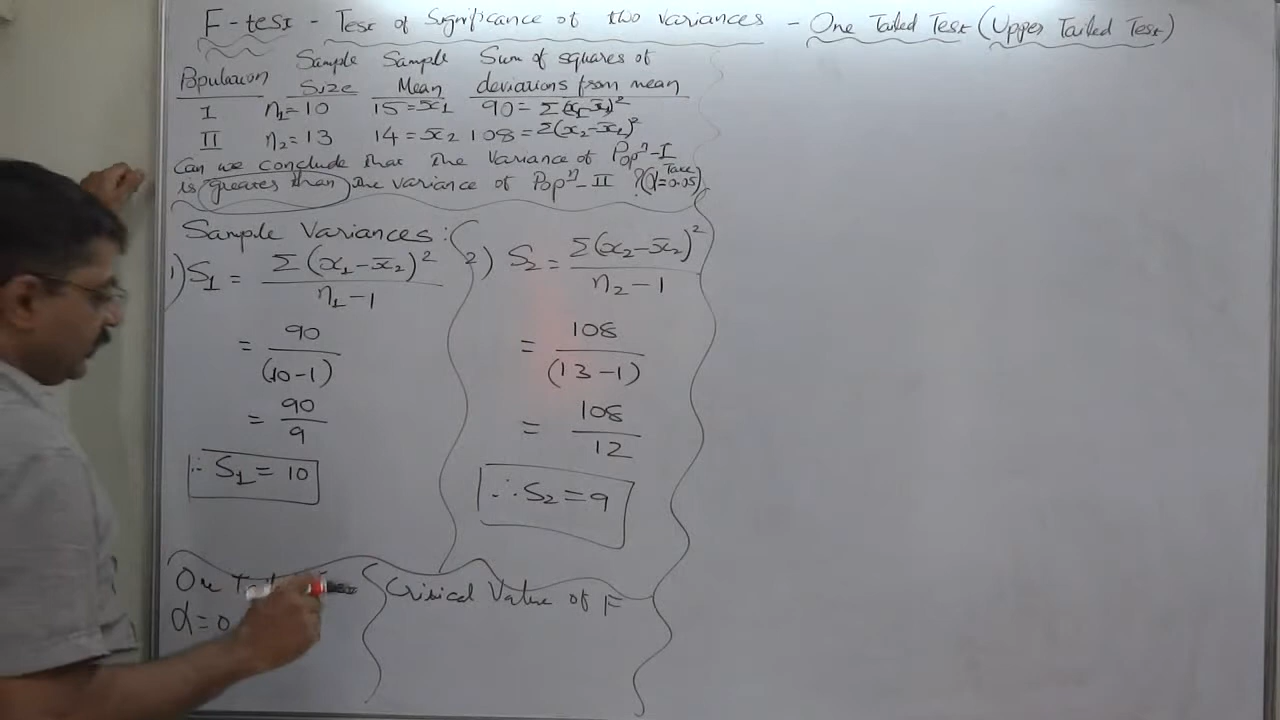 F-test - Test of Significance of two variances - One Tailed Test (Upper Tailed Test)
Population Sample Size Sample Mean Sum of squares of deviations from mean
I n₁=10 15=x̄₁ 90=Σ(x₁-x̄₁)²
II n₂=13 14=x̄₂ 108=Σ(x₂-x̄₂)²
Can we conclude that the variance of Popⁿ-I
is greater than the variance of Popⁿ-II ? (Take α=0.05)
Sample Variances:
1) S₁ = Σ(x₁-x̄₂)² / n₁-1
= 90 / (10-1)
= 90 / 9
∴ S₁ = 10
2) S₂ = Σ(x₂-x̄₂)² / n₂-1
= 108 / (13-1)
= 108 / 12
∴ S₂ = 9
One
α=0
Critical Value of F